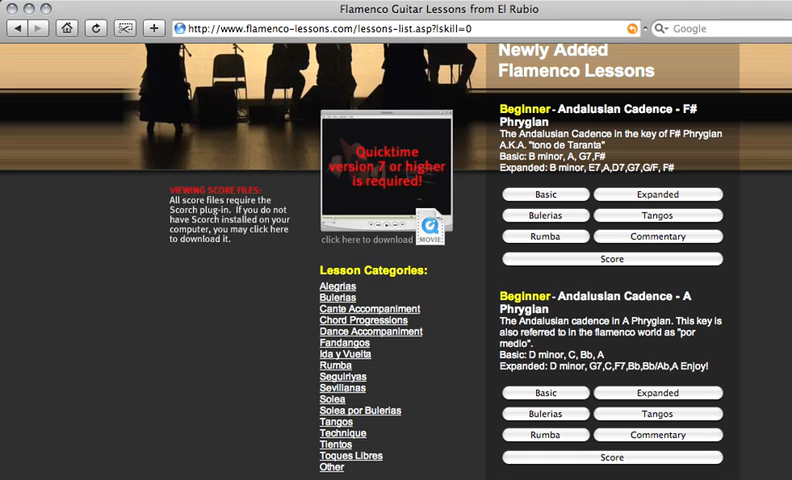 Flamenco Guitar Lessons from El Rubio
http://www.flamenco-lessons.com/lessons-list.asp?lskill=0
Google
Quicktime
version 7 or higher
is required!
click here to download
MOVIE
VIEWING SCORE FILES:
All score files require the
Scorch plug-in. If you do not
have Scorch installed on your
computer, you may click here
to download it.
Lesson Categories:
Alegrias
Bulerias
Cante Accompaniment
Chord Progressions
Dance Accompaniment
Fandangos
Ida y Vuelta
Rumba
Seguiriyas
Sevillanas
Solea
Solea por Bulerias
Tangos
Technique
Tientos
Toques Libres
Other
Newly Added
Flamenco Lessons
Beginner - Andalusian Cadence - F#
Phrygian
The Andalusian Cadence in the key of F# Phrygian
A.K.A. "tono de Taranta"
Basic: B minor, A, G7,F#
Expanded: B minor, E7,A,D7,G7,G/F, F#
Basic Expanded
Bulerias Tangos
Rumba Commentary
Score
Beginner - Andalusian Cadence - A
Phrygian
The Andalusian cadence in A Phrygian. This key is
also referred to in the flamenco world as "por
medio".
Basic: D minor, C, Bb, A
Expanded: D minor, G7,C,F7,Bb,Bb/Ab,A Enjoy!
Basic Expanded
Bulerias Tangos
Rumba Commentary
Score